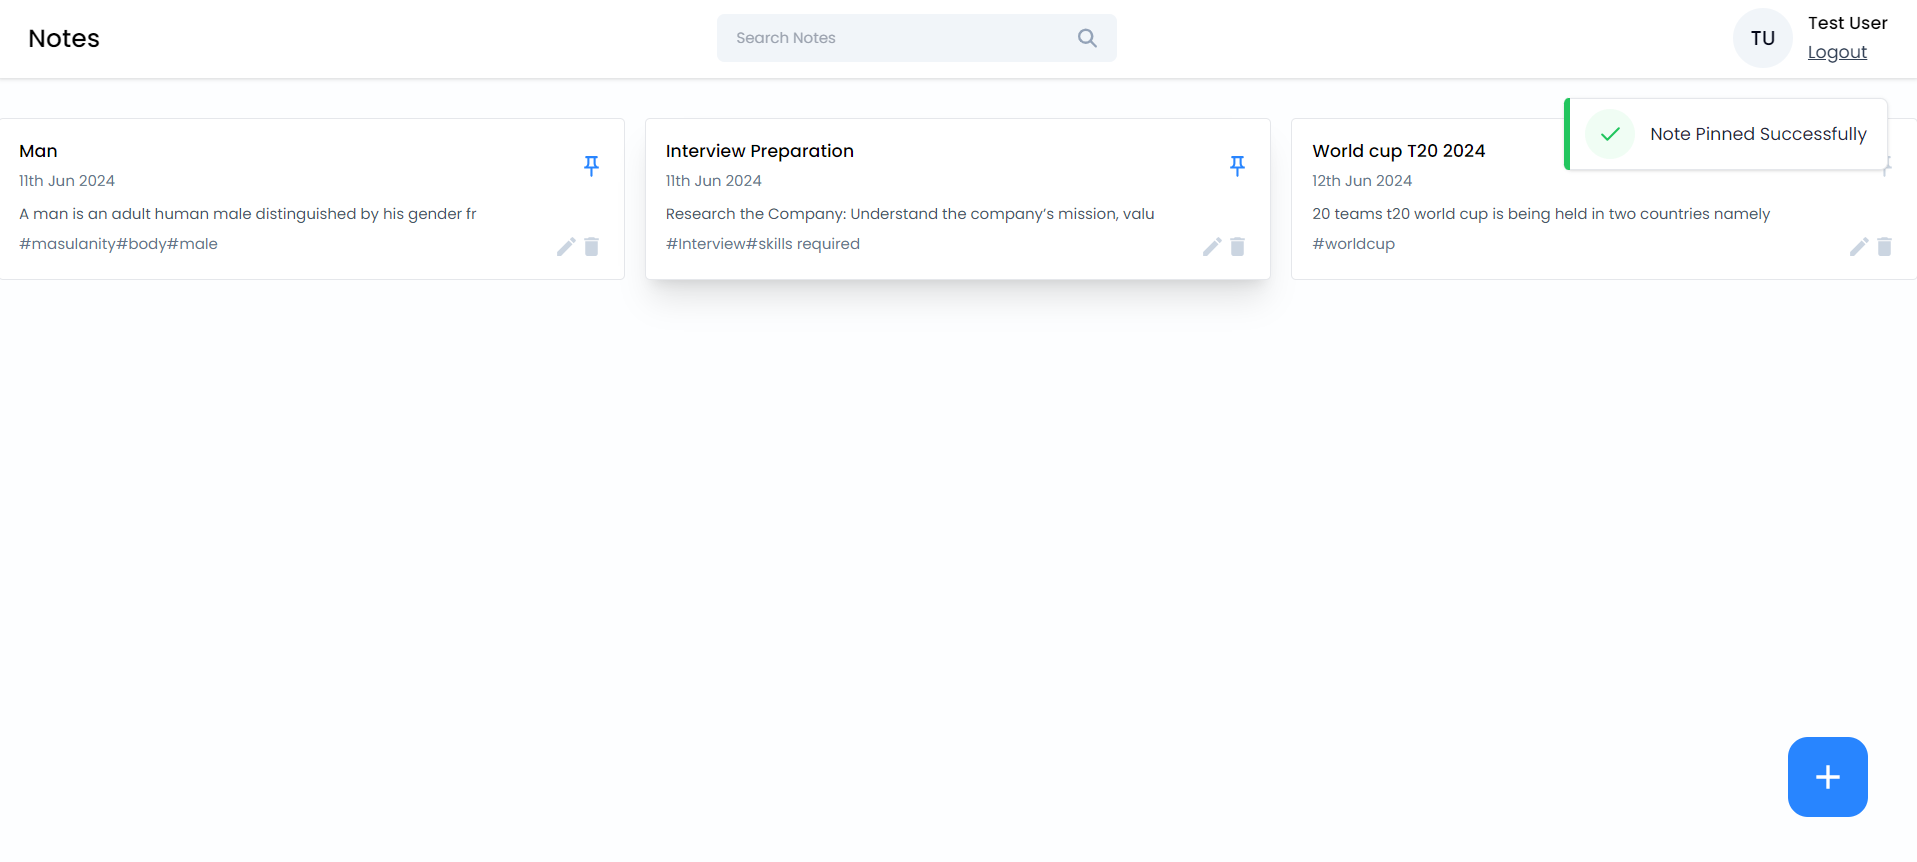 Notes
Search Notes
TU
Test User
Logout
Note Pinned Successfully
Man
11th Jun 2024
A man is an adult human male distinguished by his gender fr
#masulanity#body#male
Interview Preparation
11th Jun 2024
Research the Company: Understand the company’s mission, valu
#Interview#skills required
World cup T20 2024
12th Jun 2024
20 teams t20 world cup is being held in two countries namely
#worldcup